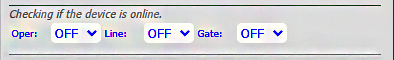 Checking if the device is online.
Oper: OFF Line: OFF Gate: OFF